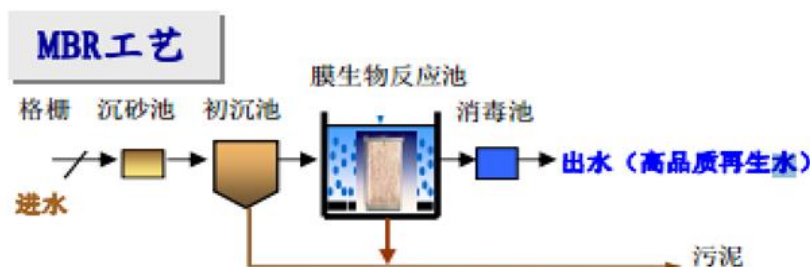 MBR工艺
膜生物反应池
格栅 沉砂池 初沉池 消毒池
出水（高品质再生水）
进水
污泥